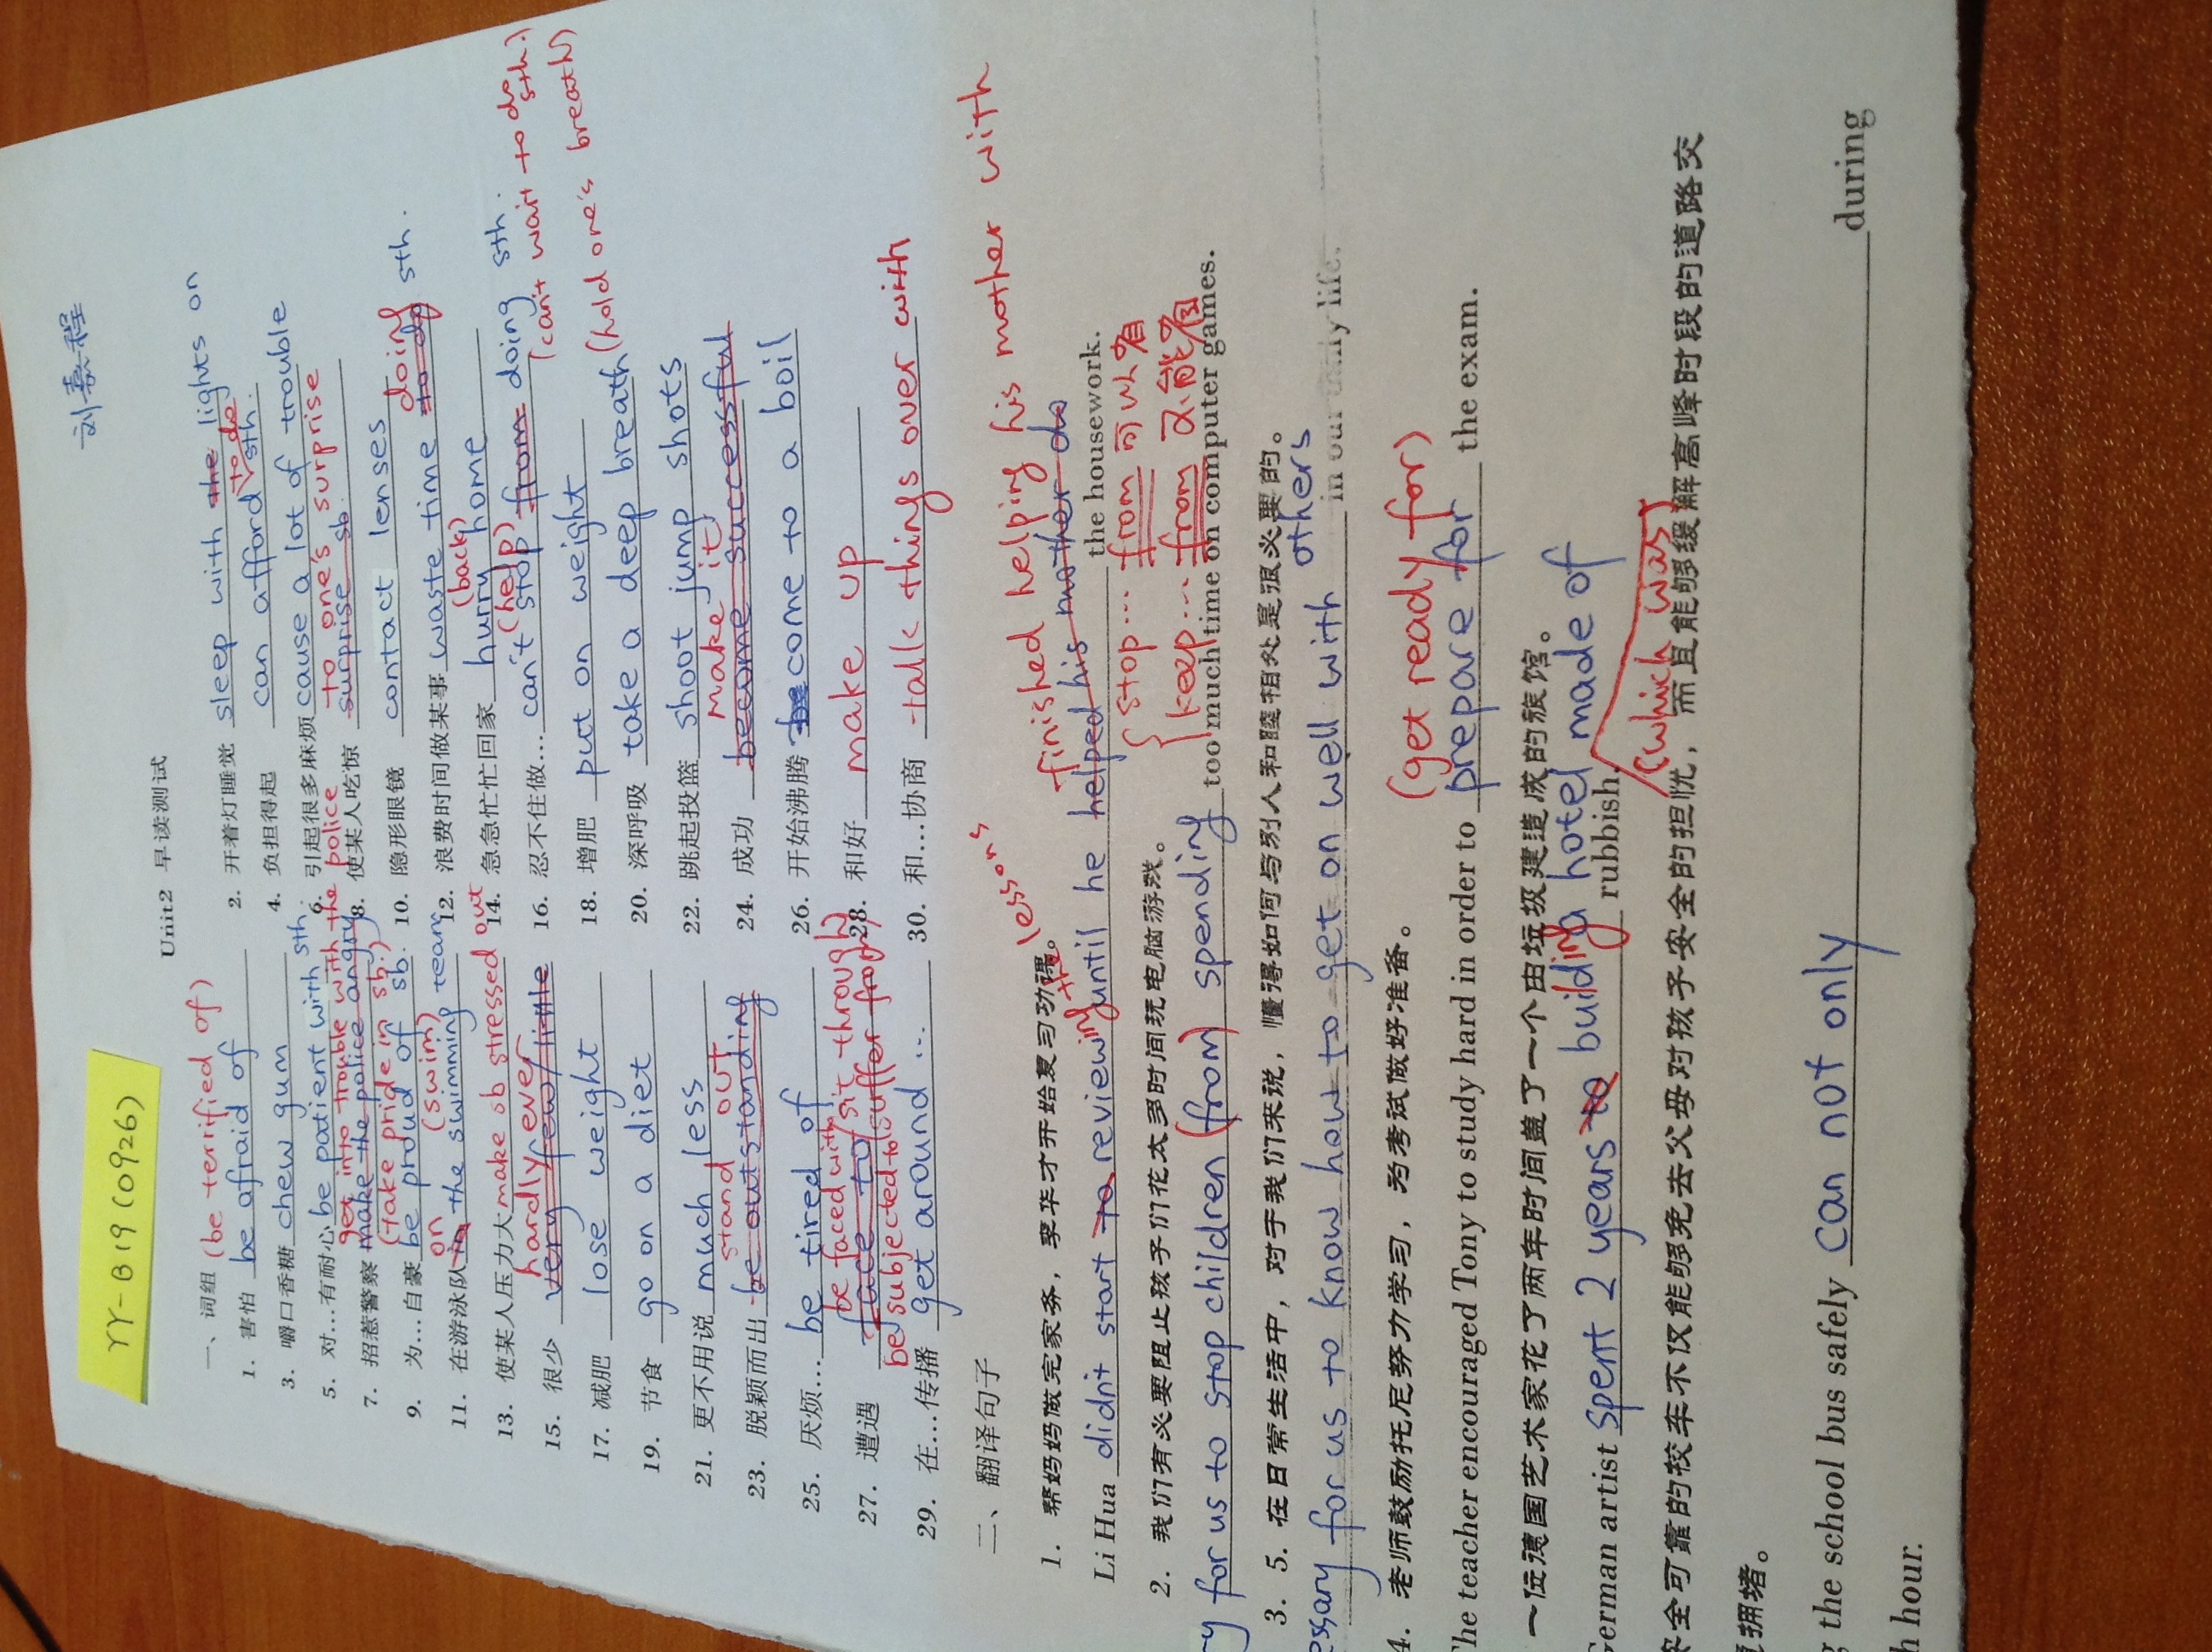 刘嘉程
YY-B19(0926)
Unit2 早读测试
一、词组 (be terrified of)
1. 害怕 be afraid of 2. 开着灯睡觉 sleep with the lights on
to do
3. 嚼口香糖 chew gum 4. 负担得起 can afford sth.
5. 对…有耐心 be patient with sth. 6. 引起很多麻烦 cause a lot of trouble
get into trouble with the police to one's surprise
7. 招惹警察 make the police angry 8. 使某人吃惊 surprise sb.
(take pride in sb.)
9. 为…自豪 be proud of sb. 10. 隐形眼镜 contact lenses
on (swim) doing
11. 在游泳队 in the swimming team 12. 浪费时间做某事 waste time to do sth.
(back)
13. 使某人压力大 make sb stressed out 14. 急急忙忙回家 hurry home
hardly ever (help)
15. 很少 very few/little 16. 忍不住做… can't stop from doing sth.
(can't wait to do sth.)
17. 减肥 lose weight 18. 增肥 put on weight
19. 节食 go on a diet 20. 深呼吸 take a deep breath (hold one's breath)
21. 更不用说 much less 22. 跳起投篮 shoot jump shots
stand out make it
23. 脱颖而出 be outstanding 24. 成功 become successful
25. 厌烦… be tired of 26. 开始沸腾 come to a boil
be faced with/sit through
27. 遭遇 face to 28. 和好 make up
be subjected to (suffer from)
29. 在…传播 get around … 30. 和…协商 talk things over with
二、翻译句子
1. 帮妈妈做完家务，李华才开始复习功课。
ing the lessons finished helping his mother with
Li Hua didn't start to review until he helped his mother do the housework.
stop… from 可以省
2. 我们有必要阻止孩子们花太多时间玩电脑游戏。
keep… from 不能省
y for us to stop children (from) spending too much time on computer games.
3. 5. 在日常生活中，对于我们来说，懂得如何与别人和睦相处是很必要的。
essary for us to know how to get on well with others in our daily life.
4. 老师鼓励托尼努力学习，为考试做好准备。
(get ready for)
The teacher encouraged Tony to study hard in order to prepare for the exam.
一位德国艺术家花了两年时间盖了一个由垃圾建造成的旅馆。
German artist spent 2 years to building a hotel made of rubbish.
(which was)
安全可靠的校车不仅能够免去父母对孩子安全的担忧，而且能够缓解高峰时段的道路交
通拥堵。
g the school bus safely can not only during
h hour.